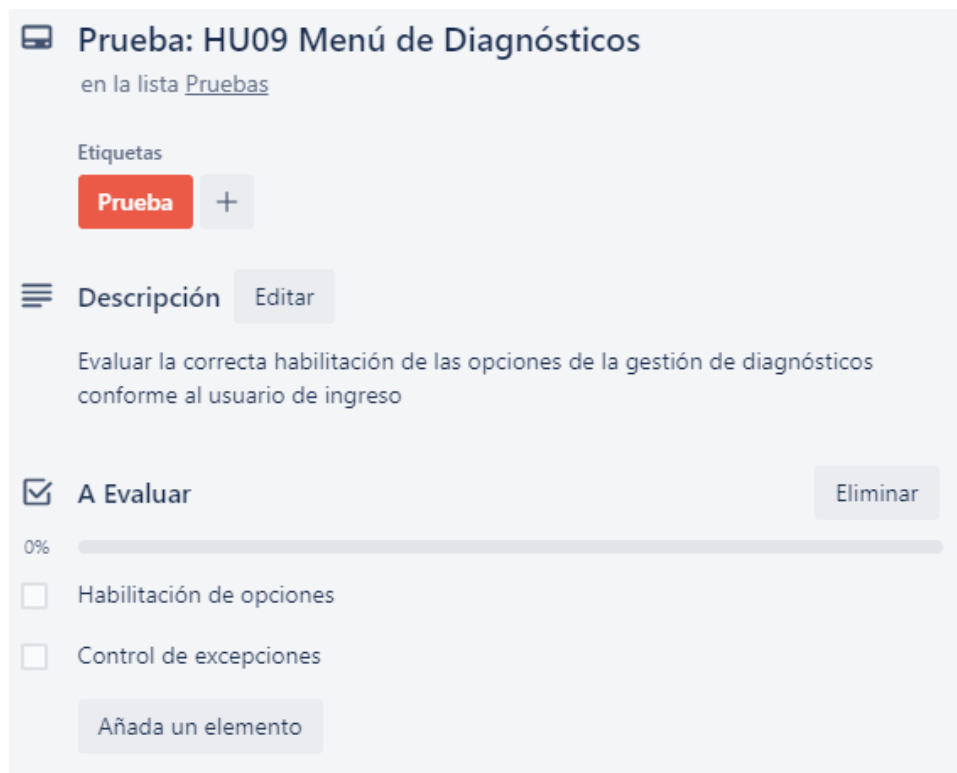 Prueba: HU09 Menú de Diagnósticos
en la lista Pruebas
Etiquetas
Prueba +
Descripción Editar
Evaluar la correcta habilitación de las opciones de la gestión de diagnósticos
conforme al usuario de ingreso
A Evaluar Eliminar
0%
Habilitación de opciones
Control de excepciones
Añada un elemento